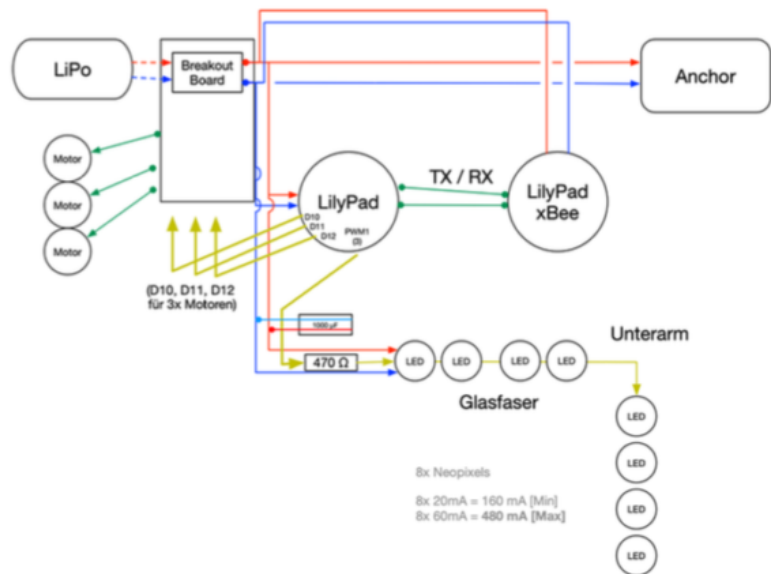 LiPo
Breakout
Board
Anchor
Motor
Motor
Motor
LilyPad
D10
D11
D12
PWM1
(3)
TX / RX
LilyPad
xBee
(D10, D11, D12
für 3x Motoren)
1000 µF
470 Ω
LED
LED
LED
LED
Unterarm
Glasfaser
LED
LED
LED
LED
8x Neopixels
8x 20mA = 160 mA [Min]
8x 60mA = 480 mA [Max]